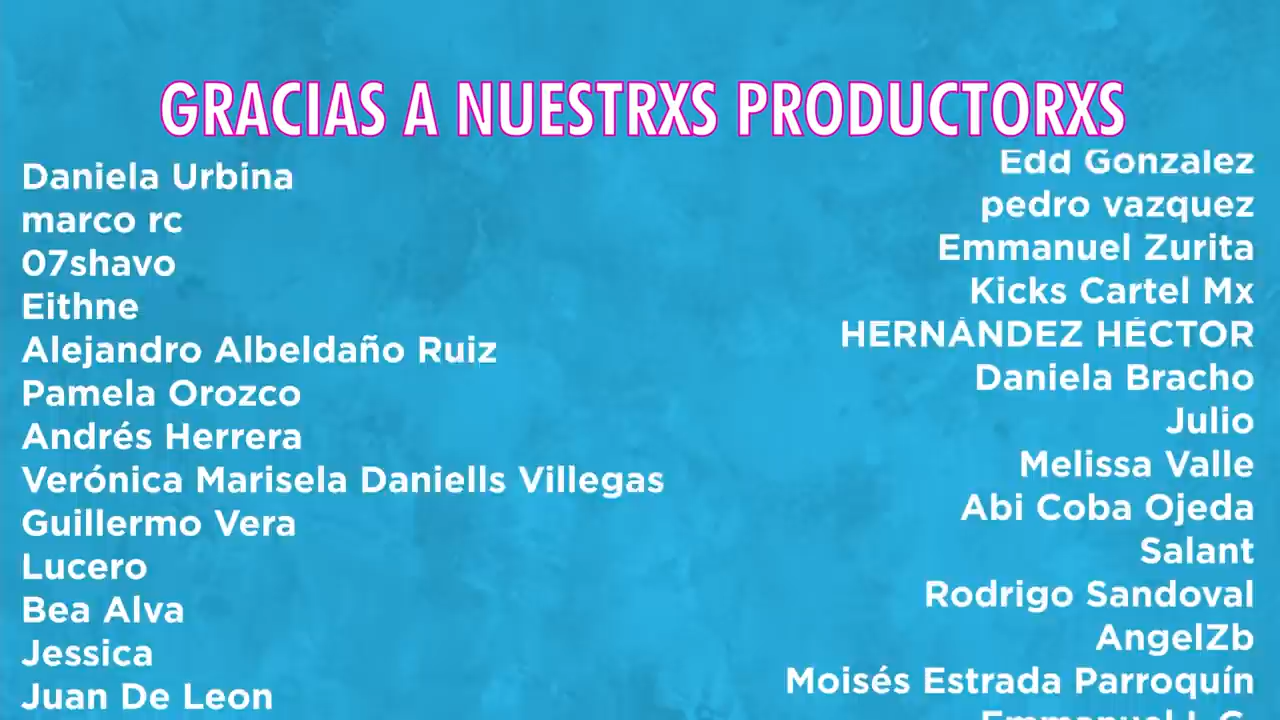 GRACIAS A NUESTRXS PRODUCTORXS
Daniela Urbina
marco rc
07shavo
Eithne
Alejandro Albeldaño Ruiz
Pamela Orozco
Andrés Herrera
Verónica Marisela Daniells Villegas
Guillermo Vera
Lucero
Bea Alva
Jessica
Juan De Leon
Edd Gonzalez
pedro vazquez
Emmanuel Zurita
Kicks Cartel Mx
HERNÁNDEZ HÉCTOR
Daniela Bracho
Julio
Melissa Valle
Abi Coba Ojeda
Salant
Rodrigo Sandoval
AngelZb
Moisés Estrada Parroquín
Emmanuel